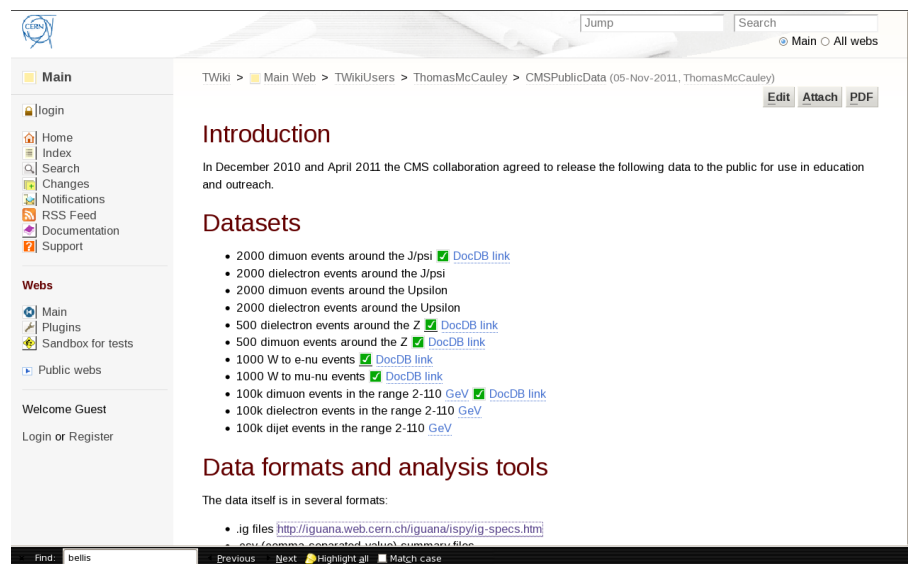 CERN
Jump
Search
Main All webs
Main
login
Home
Index
Search
Changes
Notifications
RSS Feed
Documentation
Support
Webs
Main
Plugins
Sandbox for tests
Public webs
Welcome Guest
Login or Register
TWiki > Main Web > TWikiUsers > ThomasMcCauley > CMSPublicData (05-Nov-2011, ThomasMcCauley)
Edit Attach PDF
Introduction
In December 2010 and April 2011 the CMS collaboration agreed to release the following data to the public for use in education
and outreach.
Datasets
• 2000 dimuon events around the J/psi DocDB link
• 2000 dielectron events around the J/psi
• 2000 dimuon events around the Upsilon
• 2000 dielectron events around the Upsilon
• 500 dielectron events around the Z DocDB link
• 500 dimuon events around the Z DocDB link
• 1000 W to e-nu events DocDB link
• 1000 W to mu-nu events DocDB link
• 100k dimuon events in the range 2-110 GeV DocDB link
• 100k dielectron events in the range 2-110 GeV
• 100k dijet events in the range 2-110 GeV
Data formats and analysis tools
The data itself is in several formats:
• .ig files http://iguana.web.cern.ch/iguana/ispy/ig-specs.htm
• .csv (comma-separated-value) summary files
Find: bellis Previous Next Highlight all Match case